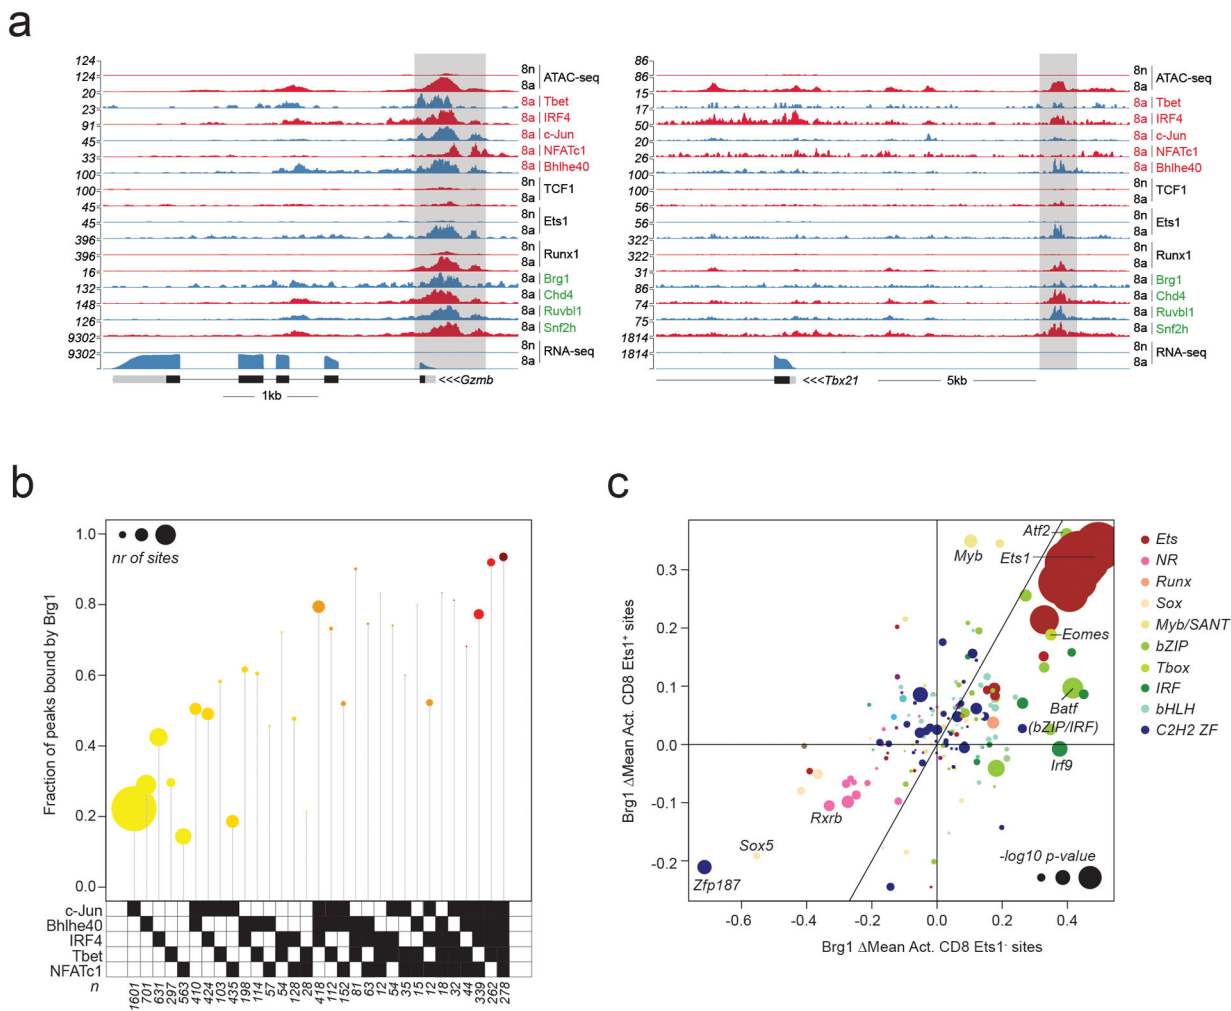 a
124
124
20
23
91
45
33
100
100
45
45
396
396
16
132
148
126
9302
9302
8n
8a
ATAC-seq
8a Tbet
8a IRF4
8a c-Jun
8a NFATc1
8a Bhlhe40
8n
8a
TCF1
8n
8a
Ets1
8n
8a
Runx1
8a Brg1
8a Chd4
8a Ruvbl1
8a Snf2h
8n
8a
RNA-seq
<<<Gzmb
1kb
86
86
15
17
50
20
26
100
100
56
56
322
322
31
86
74
75
1814
1814
8n
8a
ATAC-seq
8a Tbet
8a IRF4
8a c-Jun
8a NFATc1
8a Bhlhe40
8n
8a
TCF1
8n
8a
Ets1
8n
8a
Runx1
8a Brg1
8a Chd4
8a Ruvbl1
8a Snf2h
8n
8a
RNA-seq
<<<Tbx21
5kb
b
Fraction of peaks bound by Brg1
1.0
0.8
0.6
0.4
0.2
0.0
nr of sites
c-Jun
Bhlhe40
IRF4
Tbet
NFATc1
n 1601 701 631 297 563 410 424 103 435 198 114 57 54 128 28 418 112 152 81 63 12 54 35 15 12 18 32 44 339 262 278
c
Brg1 ΔMean Act. CD8 Ets1⁺ sites
0.3
0.2
0.1
0.0
-0.1
-0.2
-0.6
-0.4
-0.2
0.0
0.2
0.4
Brg1 ΔMean Act. CD8 Ets1⁻ sites
Atf2
Myb
Ets1
Eomes
Batf
(bZIP/IRF)
Irf9
Rxrb
Sox5
Zfp187
-log10 p-value
Ets
NR
Runx
Sox
Myb/SANT
bZIP
Tbox
IRF
bHLH
C2H2 ZF